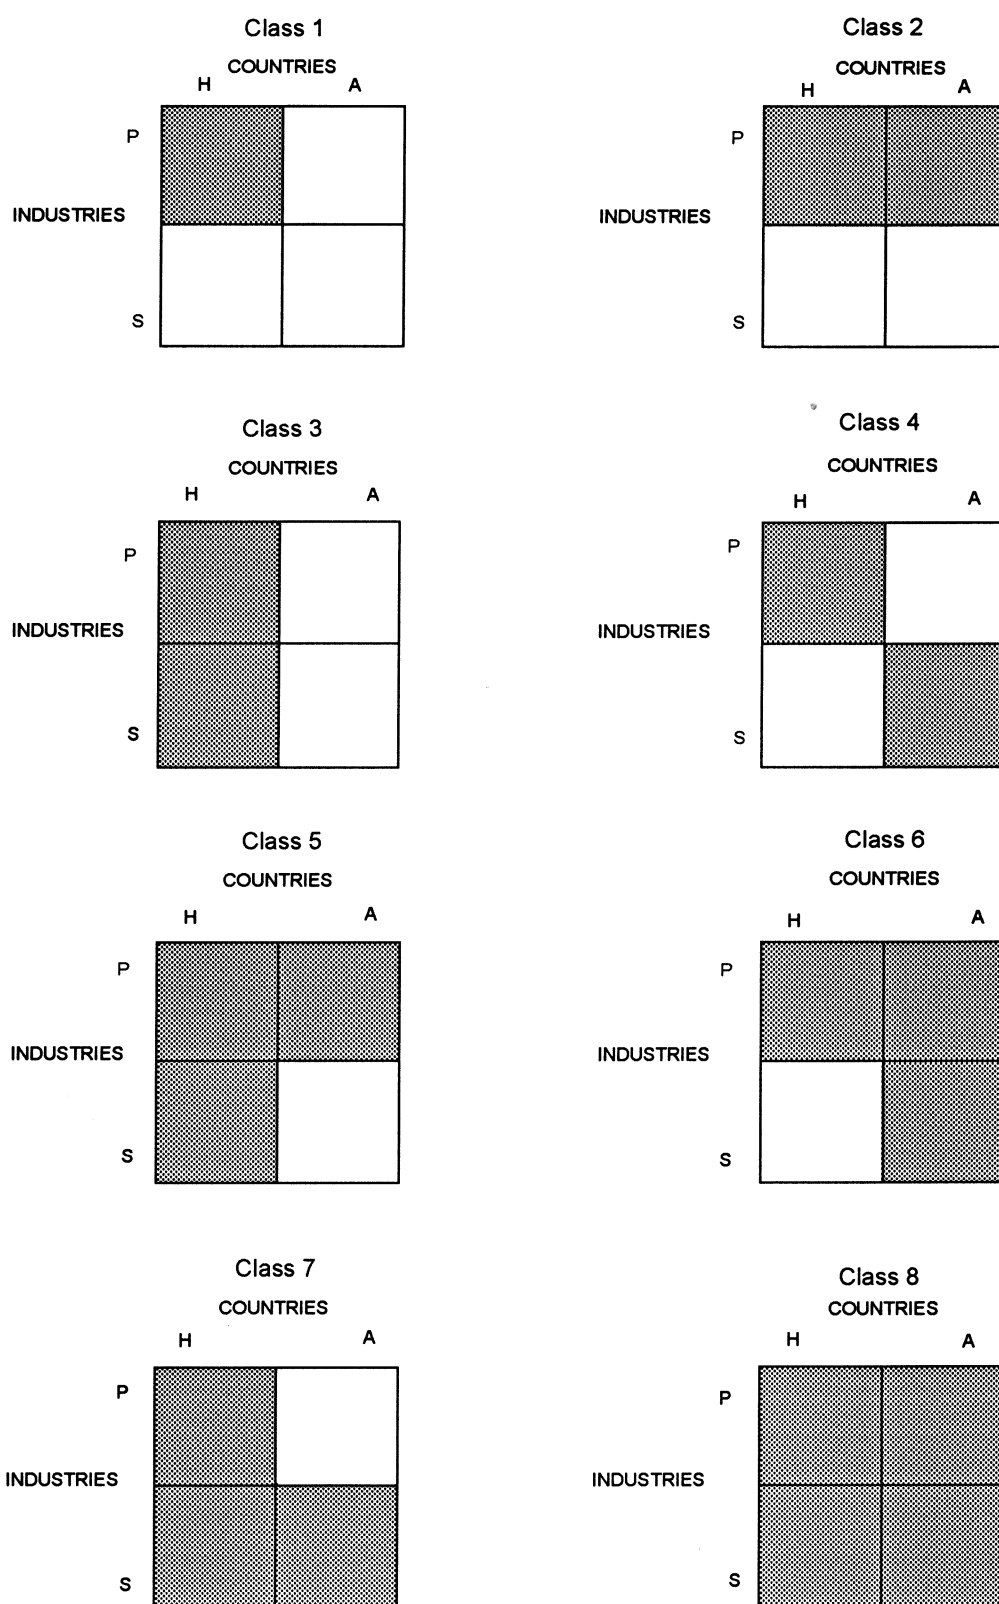 Class 1
COUNTRIES
H A
P
INDUSTRIES
S
Class 2
COUNTRIES
H A
P
INDUSTRIES
S
Class 3
COUNTRIES
H A
P
INDUSTRIES
S
Class 4
COUNTRIES
H A
P
INDUSTRIES
S
Class 5
COUNTRIES
H A
P
INDUSTRIES
S
Class 6
COUNTRIES
H A
P
INDUSTRIES
S
Class 7
COUNTRIES
H A
P
INDUSTRIES
S
Class 8
COUNTRIES
H A
P
INDUSTRIES
S